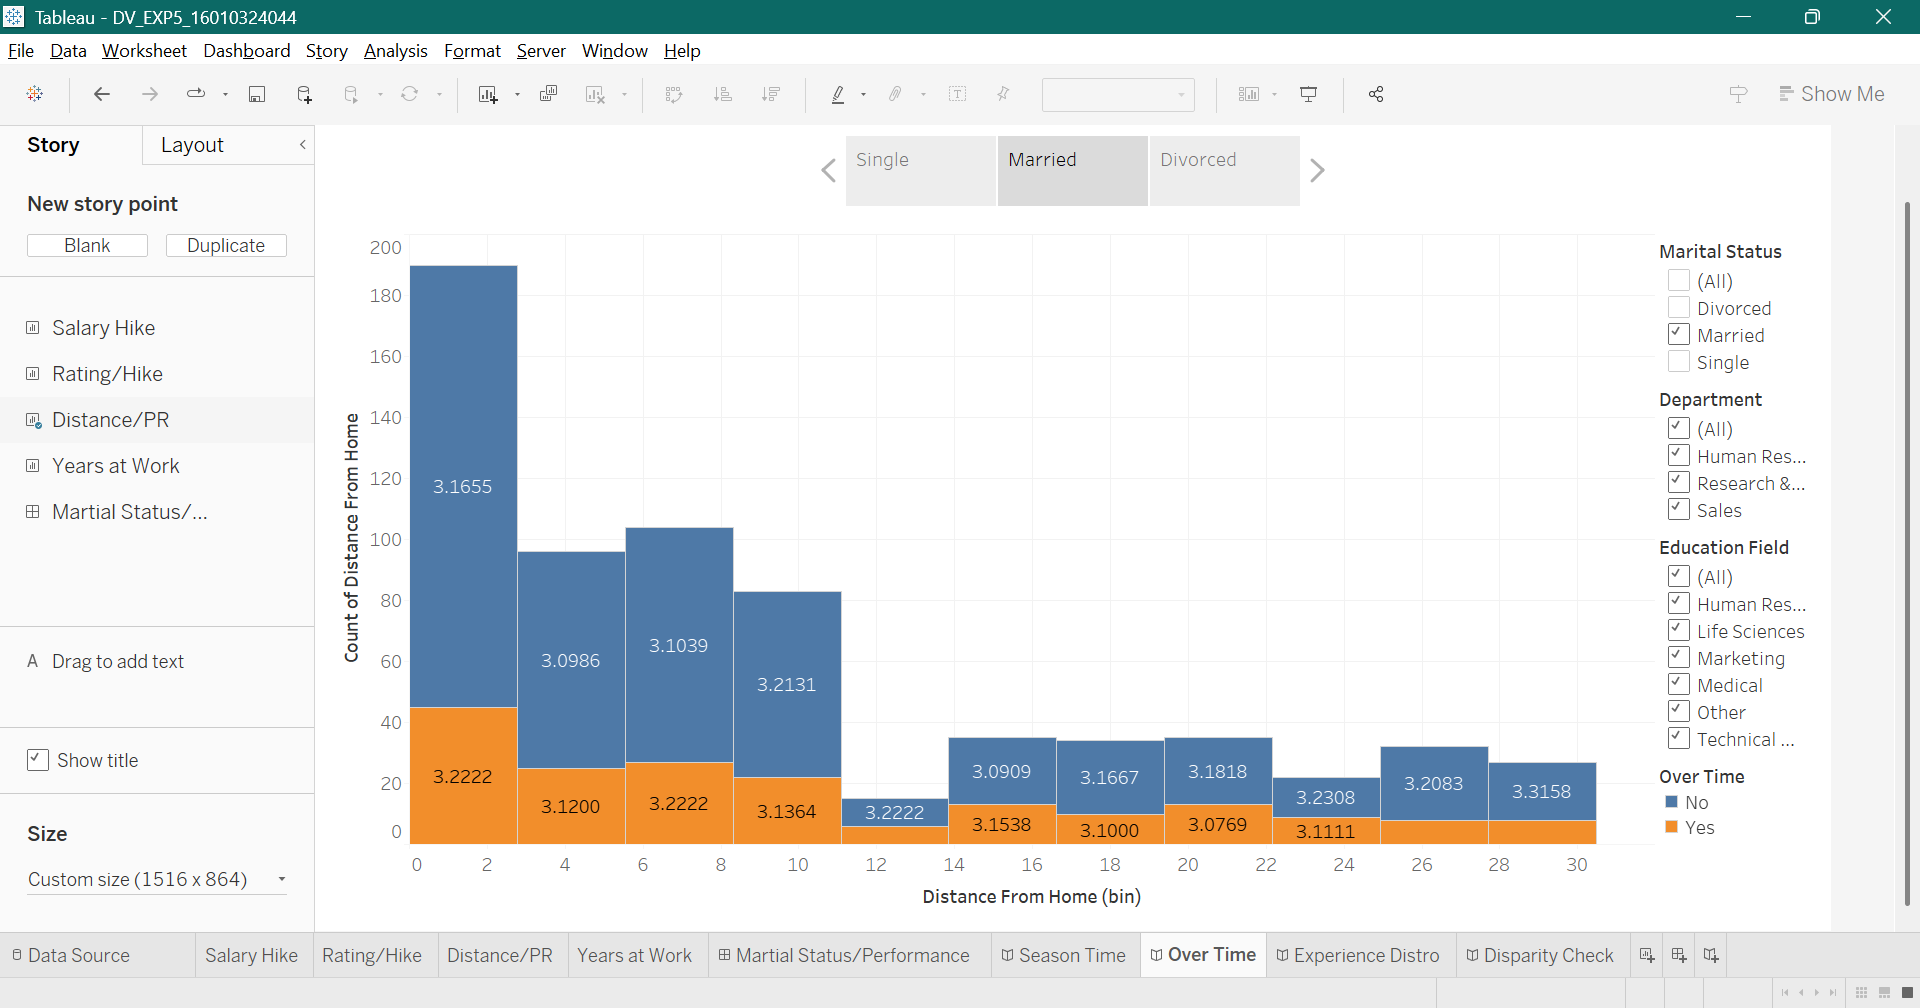 Tableau - DV_EXP5_16010324044
File Data Worksheet Dashboard Story Analysis Format Server Window Help
Show Me
Story Layout
New story point
Blank Duplicate
Salary Hike
Rating/Hike
Distance/PR
Years at Work
Martial Status/...
A Drag to add text
Show title
Size
Custom size (1516 x 864)
Single Married Divorced
Count of Distance From Home
200
180
160
140
120
100
80
60
40
20
0
3.1655
3.2222
3.0986
3.1200
3.1039
3.2222
3.2131
3.1364
3.2222
3.0909
3.1538
3.1667
3.1000
3.1818
3.0769
3.2308
3.1111
3.2083
3.3158
0 2 4 6 8 10 12 14 16 18 20 22 24 26 28 30
Distance From Home (bin)
Marital Status
(All)
Divorced
Married
Single
Department
(All)
Human Res...
Research &...
Sales
Education Field
(All)
Human Res...
Life Sciences
Marketing
Medical
Other
Technical ...
Over Time
No
Yes
Data Source Salary Hike Rating/Hike Distance/PR Years at Work Martial Status/Performance Season Time Over Time Experience Distro Disparity Check